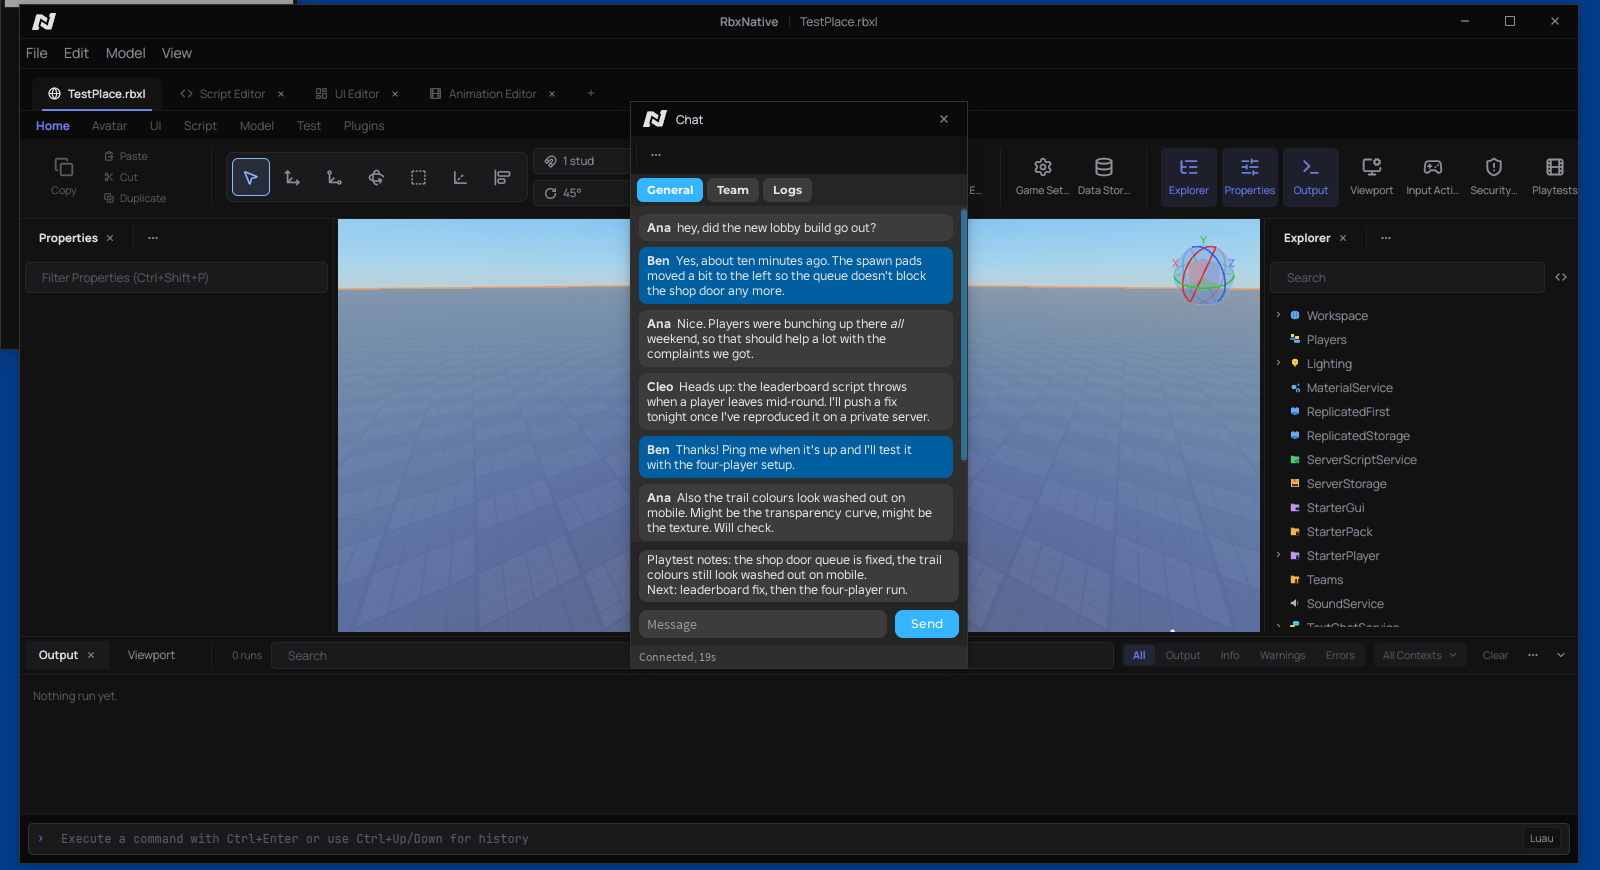 RbxNative TestPlace.rbxl
File Edit Model View
TestPlace.rbxl Script Editor UI Editor Animation Editor
Home Avatar UI Script Model Test Plugins
Copy
Paste
Cut
Duplicate
1 stud
45°
E...
Game Set...
Data Stor...
Explorer
Properties
Output
Viewport
Input Acti...
Security...
Playtests
Properties
Filter Properties (Ctrl+Shift+P)
Chat
...
General Team Logs
Ana hey, did the new lobby build go out?
Ben Yes, about ten minutes ago. The spawn pads
moved a bit to the left so the queue doesn't block
the shop door any more.
Ana Nice. Players were bunching up there all
weekend, so that should help a lot with the
complaints we got.
Cleo Heads up: the leaderboard script throws
when a player leaves mid-round. I'll push a fix
tonight once I've reproduced it on a private server.
Ben Thanks! Ping me when it's up and I'll test it
with the four-player setup.
Ana Also the trail colours look washed out on
mobile. Might be the transparency curve, might be
the texture. Will check.
Playtest notes: the shop door queue is fixed, the trail
colours still look washed out on mobile.
Next: leaderboard fix, then the four-player run.
Message
Send
Connected, 19s
Y
X
Z
Explorer
Search
Workspace
Players
Lighting
MaterialService
ReplicatedFirst
ReplicatedStorage
ServerScriptService
ServerStorage
StarterGui
StarterPack
StarterPlayer
Teams
SoundService
TextChatService
Output Viewport 0 runs Search All Output Info Warnings Errors All Contexts Clear
Nothing run yet.
Execute a command with Ctrl+Enter or use Ctrl+Up/Down for history
Luau